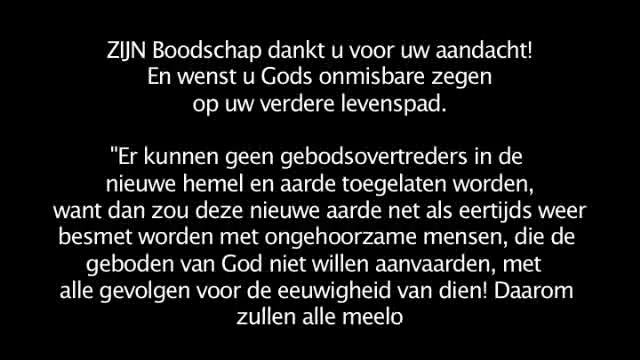 ZIJN Boodschap dankt u voor uw aandacht!
En wenst u Gods onmisbare zegen
op uw verdere levenspad.
"Er kunnen geen gebodsovertreders in de
nieuwe hemel en aarde toegelaten worden,
want dan zou deze nieuwe aarde net als eertijds weer
besmet worden met ongehoorzame mensen, die de
geboden van God niet willen aanvaarden, met
alle gevolgen voor de eeuwigheid van dien! Daarom
zullen alle meelo